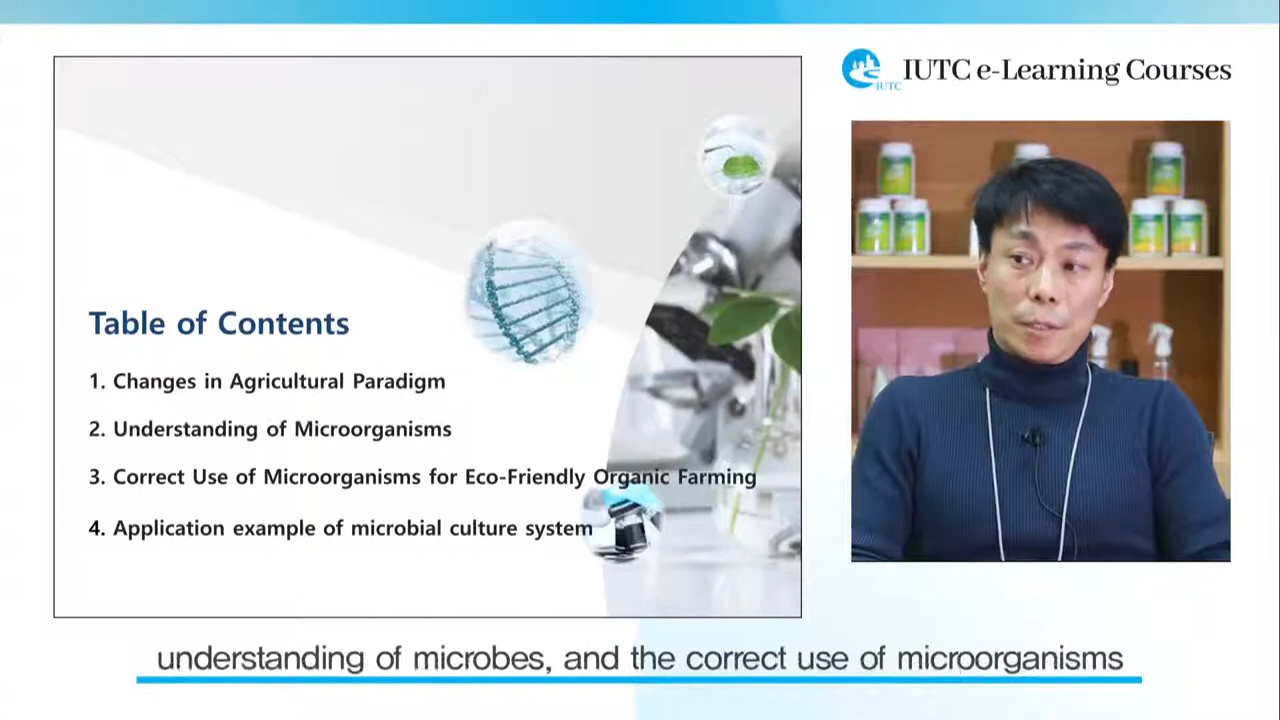 IUTC
IUTC e-Learning Courses
Table of Contents
1. Changes in Agricultural Paradigm
2. Understanding of Microorganisms
3. Correct Use of Microorganisms for Eco-Friendly Organic Farming
4. Application example of microbial culture system
understanding of microbes, and the correct use of microorganisms